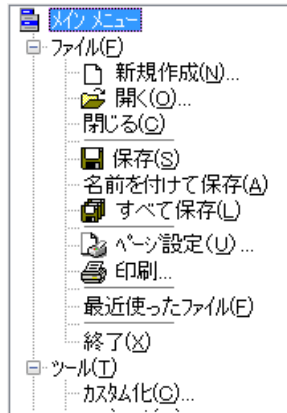 メイン メニュー
ファイル(F)
新規作成(N)...
開く(O)...
閉じる(C)
保存(S)
名前を付けて保存(A)
すべて保存(L)
ページ設定(U)...
印刷...
最近使ったファイル(F)
終了(X)
ツール(T)
カスタム化(C)...